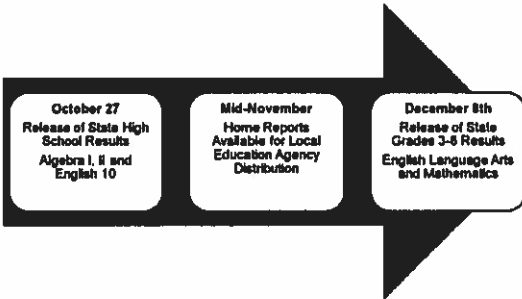 October 27
Release of State High
School Results
Algebra I, II and
English 10
Mid-November
Home Reports
Available for Local
Education Agency
Distribution
December 8th
Release of State
Grades 3-8 Results
English Language Arts
and Mathematics